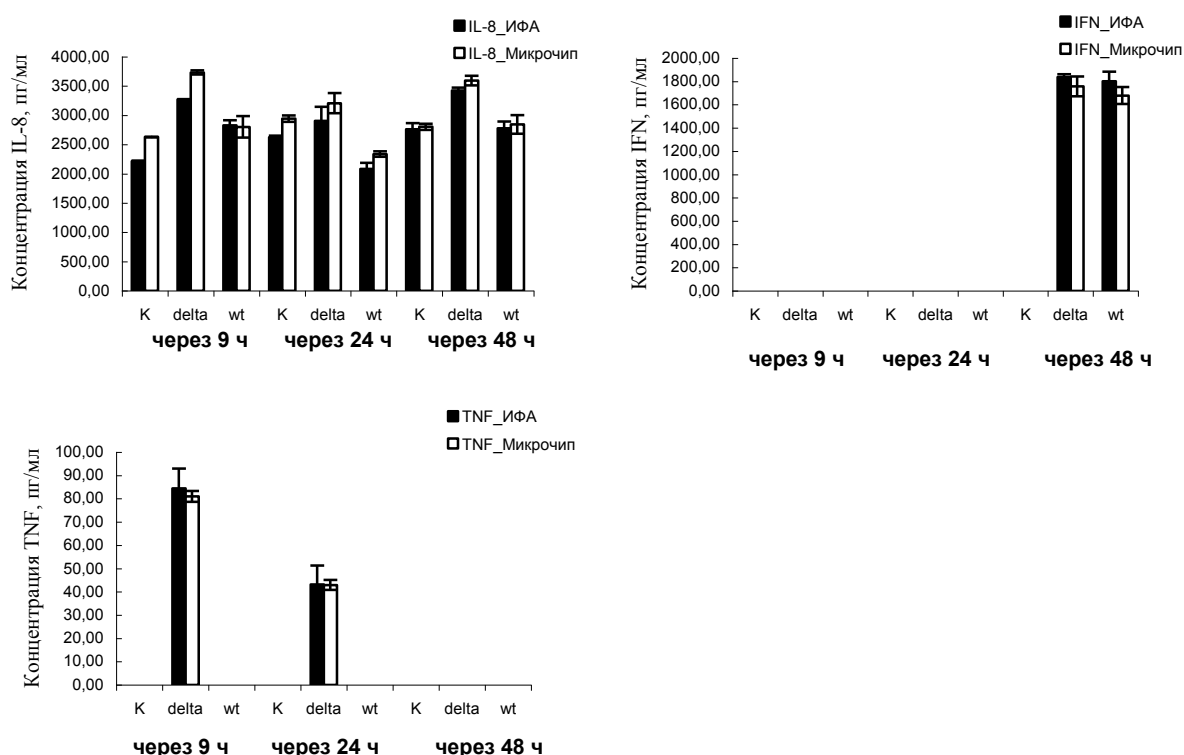 IL-8_ИФА
IL-8_Микрочип
Концентрация IL-8, пг/мл
4000,00
3500,00
3000,00
2500,00
2000,00
1500,00
1000,00
500,00
0,00
K delta wt K delta wt K delta wt
через 9 ч через 24 ч через 48 ч
IFN_ИФА
IFN_Микрочип
Концентрация IFN, пг/мл
2000,00
1800,00
1600,00
1400,00
1200,00
1000,00
800,00
600,00
400,00
200,00
0,00
K delta wt K delta wt K delta wt
через 9 ч через 24 ч через 48 ч
TNF_ИФА
TNF_Микрочип
Концентрация TNF, пг/мл
100,00
90,00
80,00
70,00
60,00
50,00
40,00
30,00
20,00
10,00
0,00
K delta wt K delta wt K delta wt
через 9 ч через 24 ч через 48 ч